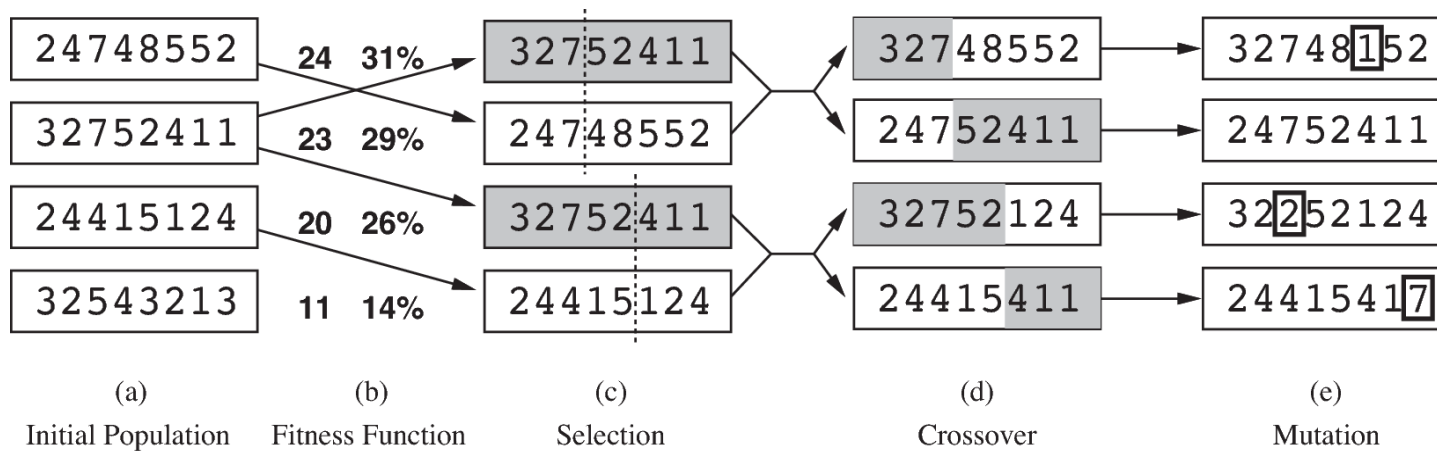 24748552 24 31% 32752411 32748552 32748152
32752411 23 29% 24748552 24752411 24752411
24415124 20 26% 32752411 32752124 32252124
32543213 11 14% 24415124 24415411 24415417
(a) (b) (c) (d) (e)
Initial Population Fitness Function Selection Crossover Mutation